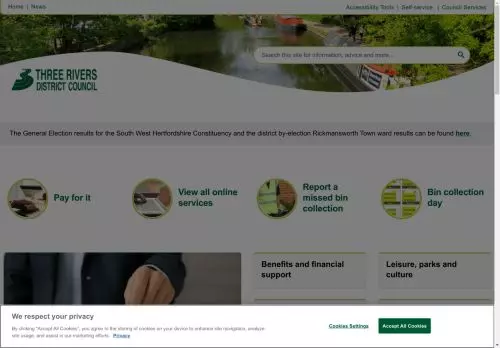 Home | News
Accessibility Tools | Self-service | Council Services
Search this site for information, advice and more...
THREE RIVERS
DISTRICT COUNCIL
The General Election results for the South West Hertfordshire Constituency and the district by-election Rickmansworth Town ward results can be found here.
Pay for it
View all online
services
Report a
missed bin
collection
Bin collection
day
Benefits and financial
support
Leisure, parks and
culture
We respect your privacy
By clicking "Accept All Cookies", you agree to the storing of cookies on your device to enhance site navigation, analyze
site usage, and assist in our marketing efforts. Privacy
Cookies Settings
Accept All Cookies